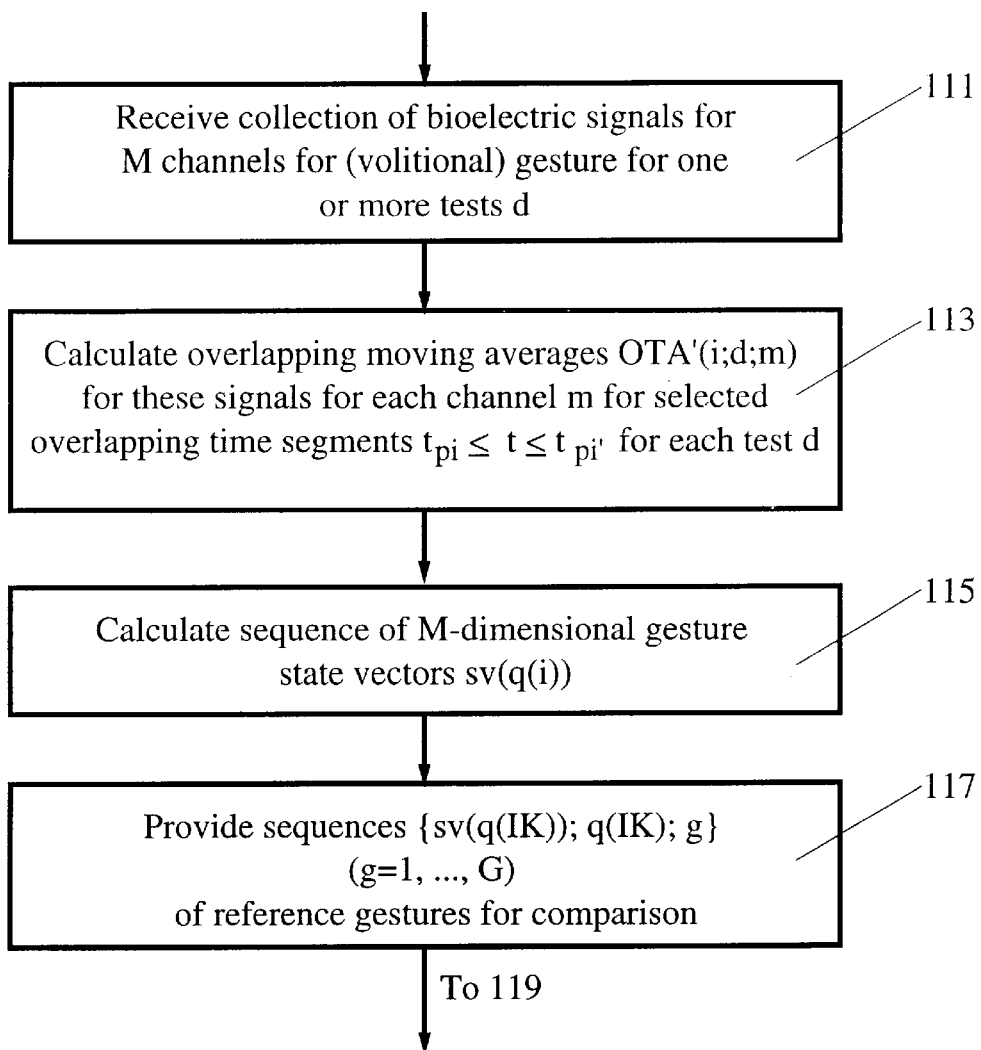 111
Receive collection of bioelectric signals for
M channels for (volitional) gesture for one
or more tests d
113
Calculate overlapping moving averages OTA'(i;d;m)
for these signals for each channel m for selected
overlapping time segments t_pi ≤ t ≤ t_pi' for each test d
115
Calculate sequence of M-dimensional gesture
state vectors sv(q(i))
117
Provide sequences {sv(q(IK)); q(IK); g}
(g=1, ..., G)
of reference gestures for comparison
To 119